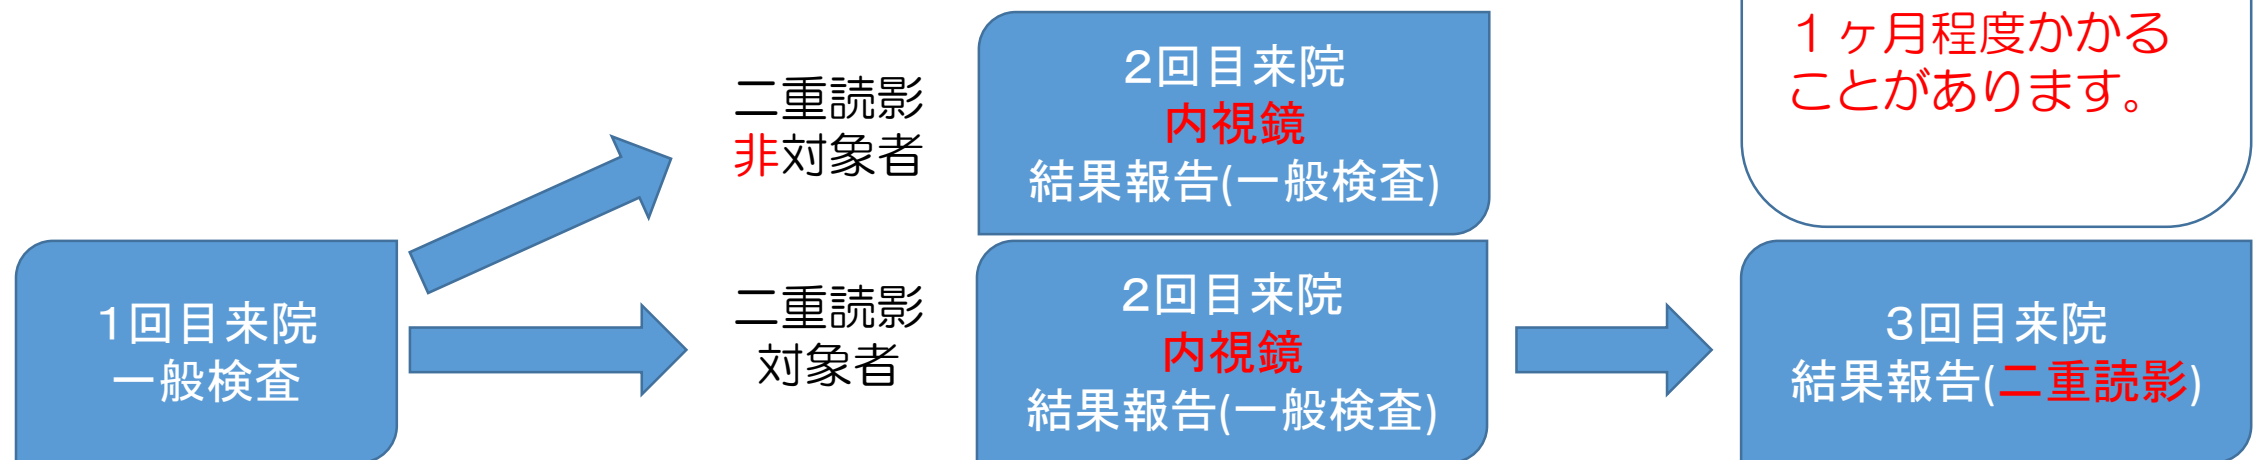 1回目来院
一般検査
二重読影
非対象者
2回目来院
内視鏡
結果報告(一般検査)
二重読影
対象者
2回目来院
内視鏡
結果報告(一般検査)
１ヶ月程度かかる
ことがあります。
3回目来院
結果報告(二重読影)